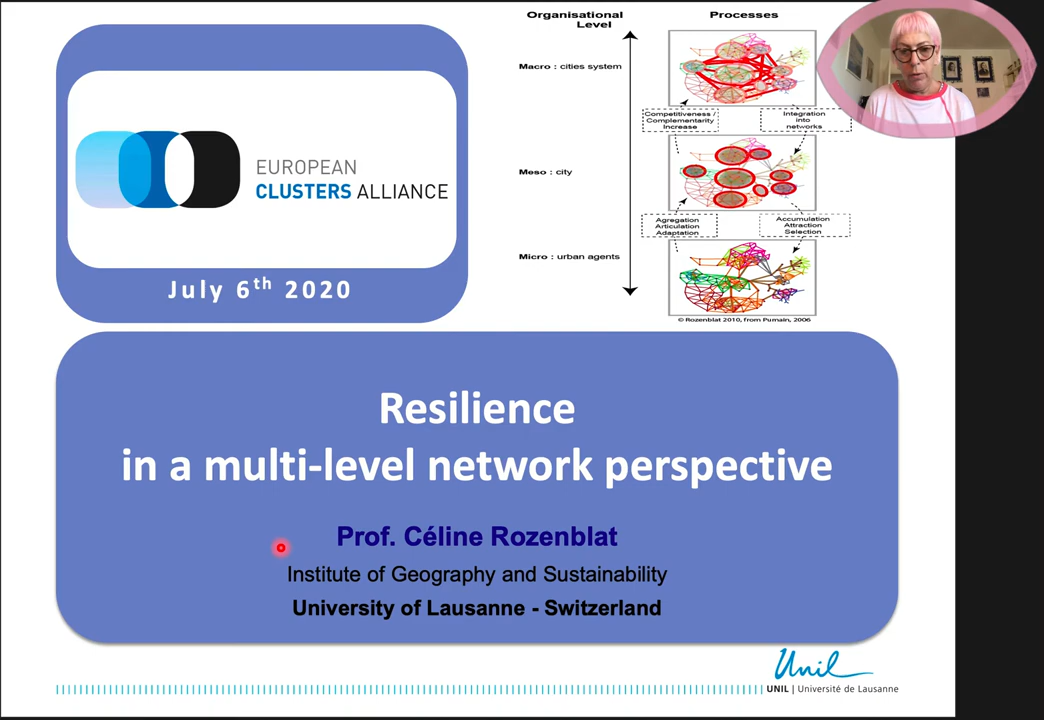 EUROPEAN
CLUSTERS ALLIANCE
July 6th 2020
Organisational
Level
Processes
Macro : cities system
Competitiveness /
Complementarity
Increase
Integration
into
networks
Meso : city
Agregation
Articulation
Adaptation
Accumulation
Attraction
Selection
Micro : urban agents
© Rozenblat 2010, from Pumain, 2006
Resilience
in a multi-level network perspective
Prof. Céline Rozenblat
Institute of Geography and Sustainability
University of Lausanne - Switzerland
Unil
UNIL | Université de Lausanne